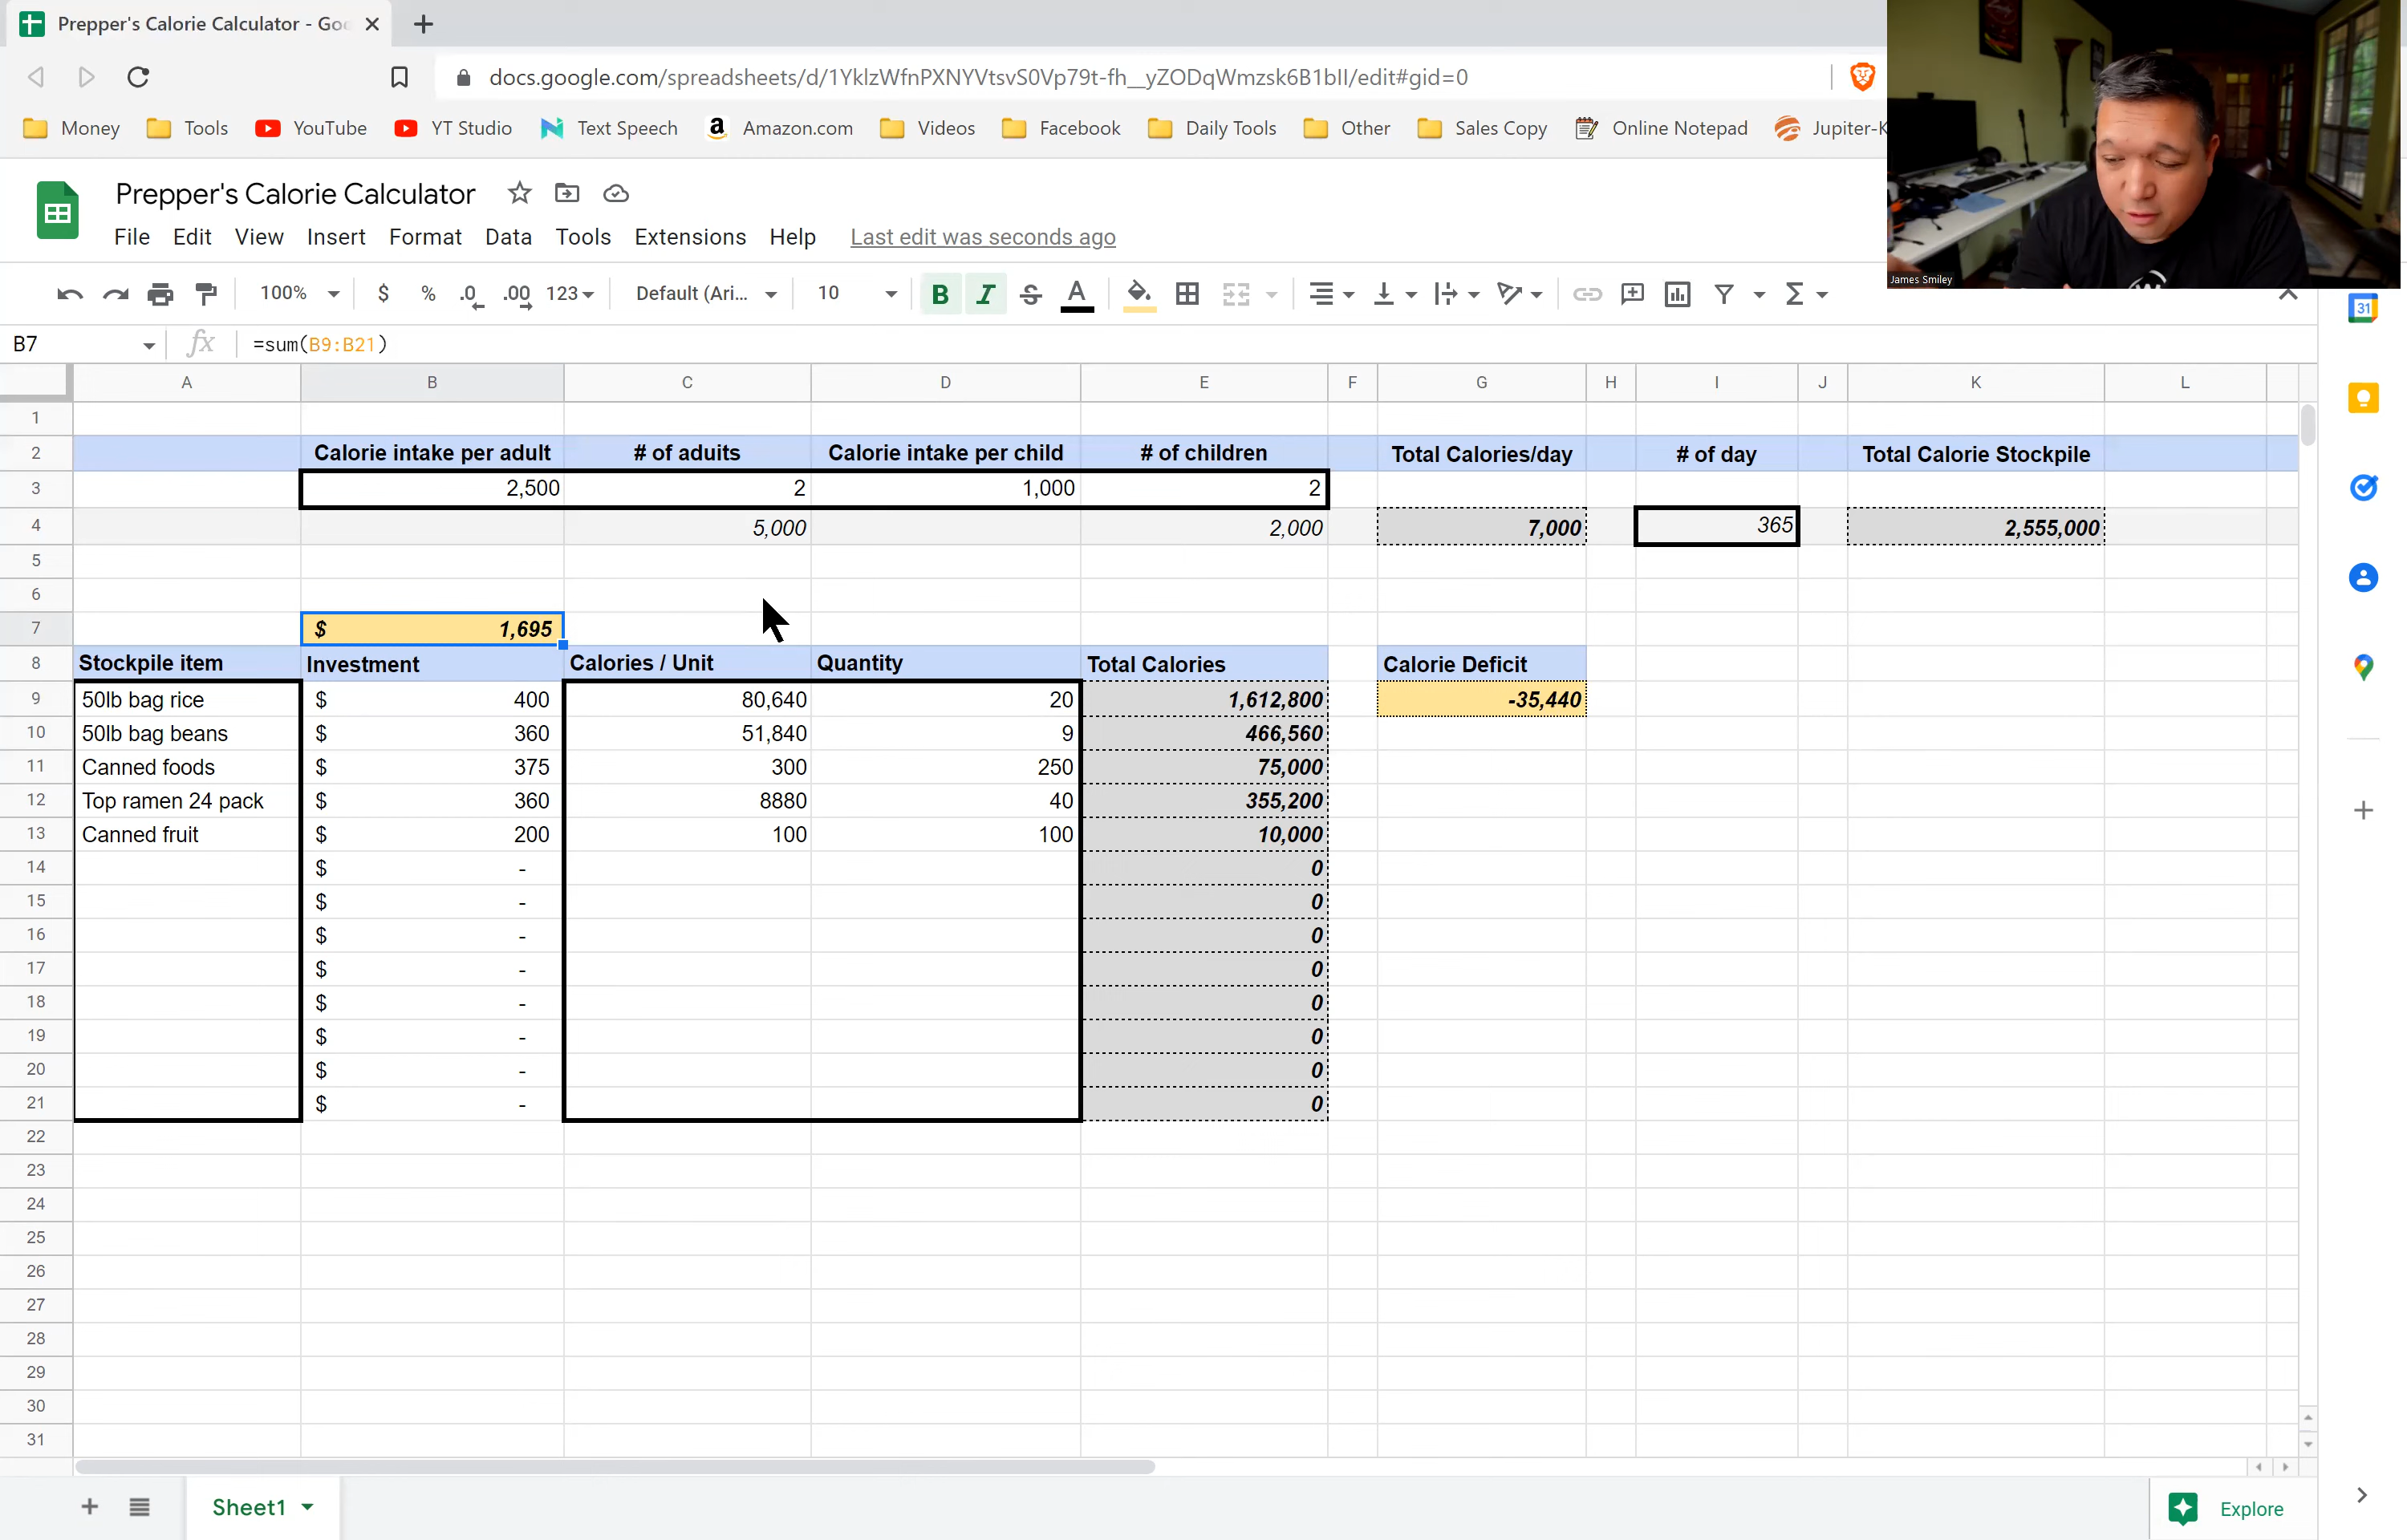 Prepper's Calorie Calculator - Goo
docs.google.com/spreadsheets/d/1YklzWfnPXNYVtsvS0Vp79t-fh__yZODqWmzsk6B1bII/edit#gid=0
Money Tools YouTube YT Studio Text Speech Amazon.com Videos Facebook Daily Tools Other Sales Copy Online Notepad Jupiter-K
James Smiley
Prepper's Calorie Calculator
File Edit View Insert Format Data Tools Extensions Help Last edit was seconds ago
100% $ % .0 .00 123 Default (Ari... 10 B I S A
31
B7 fx =sum(B9:B21)
A B C D E F G H I J K L
1
2 Calorie intake per adult # of aduits Calorie intake per child # of children Total Calories/day # of day Total Calorie Stockpile
3 2,500 2 1,000 2
4 5,000 2,000 7,000 365 2,555,000
5
6
7 $ 1,695
8 Stockpile item Investment Calories / Unit Quantity Total Calories Calorie Deficit
9 50lb bag rice $ 400 80,640 20 1,612,800 -35,440
10 50lb bag beans $ 360 51,840 9 466,560
11 Canned foods $ 375 300 250 75,000
12 Top ramen 24 pack $ 360 8880 40 355,200
13 Canned fruit $ 200 100 100 10,000
14 $ - 0
15 $ - 0
16 $ - 0
17 $ - 0
18 $ - 0
19 $ - 0
20 $ - 0
21 $ - 0
22
23
24
25
26
27
28
29
30
31
Sheet1
Explore